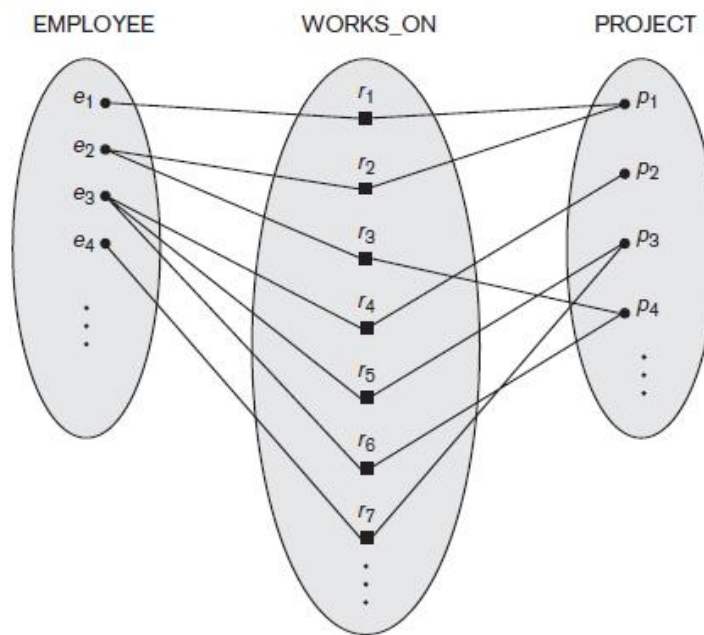 EMPLOYEE WORKS_ON PROJECT
e1 r1 p1
e2 r2 p2
e3 r3 p3
e4 r4 p4
r5
r6
r7